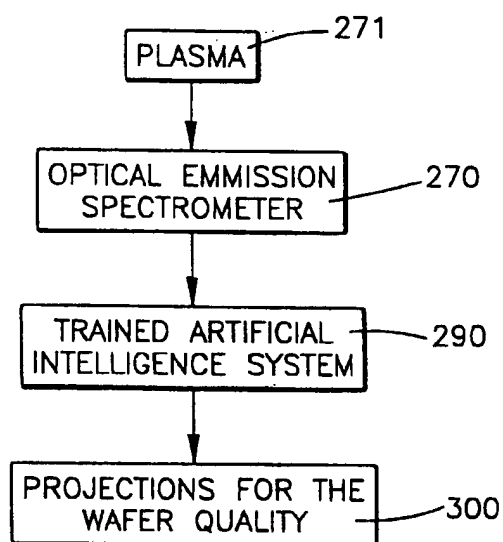 271
PLASMA
OPTICAL EMMISSION
SPECTROMETER
270
TRAINED ARTIFICIAL
INTELLIGENCE SYSTEM
290
PROJECTIONS FOR THE
WAFER QUALITY
300